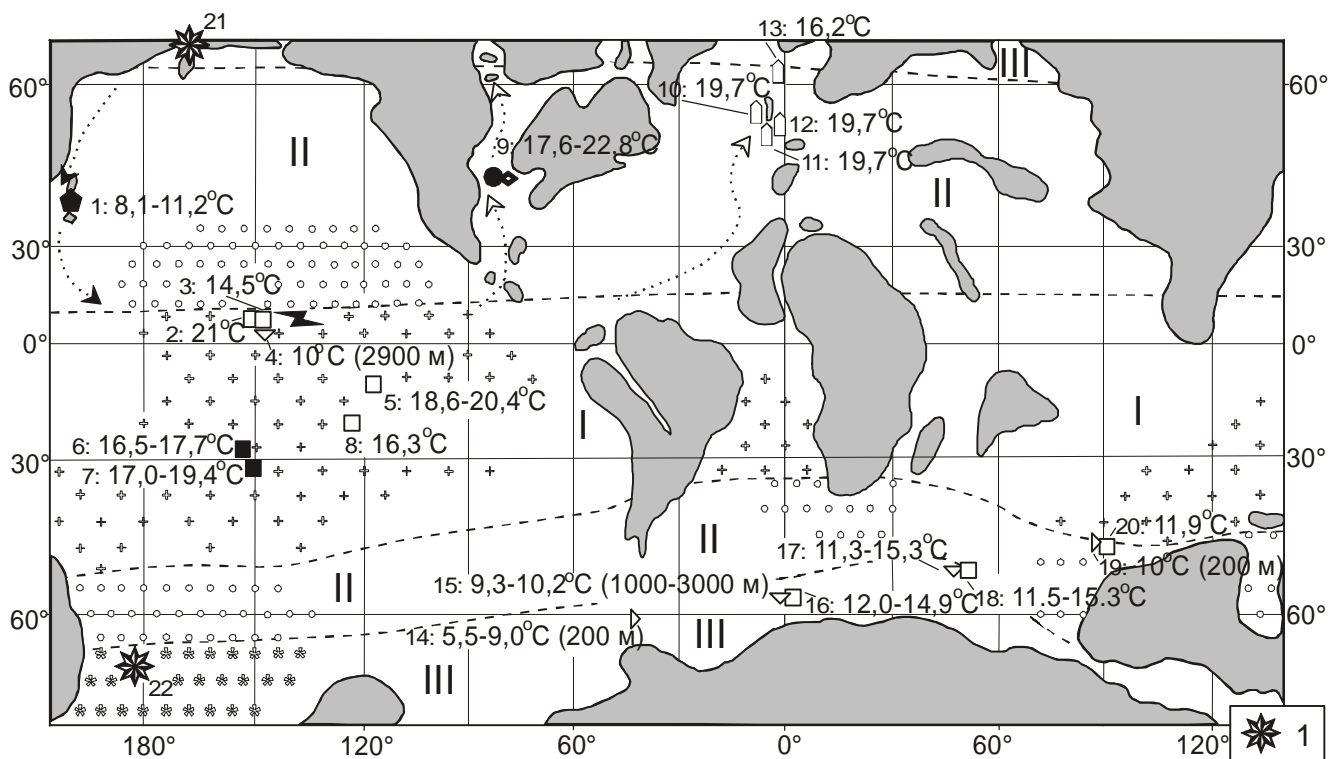 21
13: 16,2°C
60°
III
60°
10: 19,7°C
12: 19,7°C
II
9: 17,6-22,8°C
11: 19,7°C
II
1: 8,1-11,2°C
30°
30°
3: 14,5°C
2: 21°C
0°
0°
4: 10°C (2900 м)
5: 18,6-20,4°C
I
I
6: 16,5-17,7°C
8: 16,3°C
30°
30°
7: 17,0-19,4°C
20: 11,9°C
II
17: 11,3-15,3°C
19: 10°C (200 м)
II
15: 9,3-10,2°C (1000-3000 м)
16: 12,0-14,9°C
18: 11.5-15.3°C
60°
60°
14: 5,5-9,0°C (200 м)
III
22
III
180°
120°
60°
0°
60°
120°
1